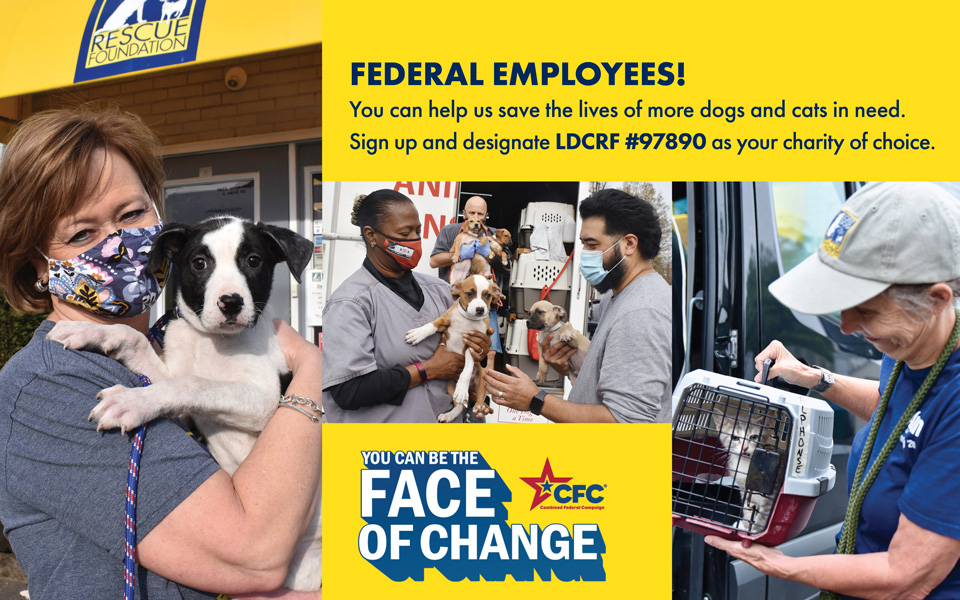 RESCUE
FOUNDATION
FEDERAL EMPLOYEES!
You can help us save the lives of more dogs and cats in need.
Sign up and designate LDCRF #97890 as your charity of choice.
ANI
YOU CAN BE THE
FACE
OF CHANGE
CFC®
Combined Federal Campaign